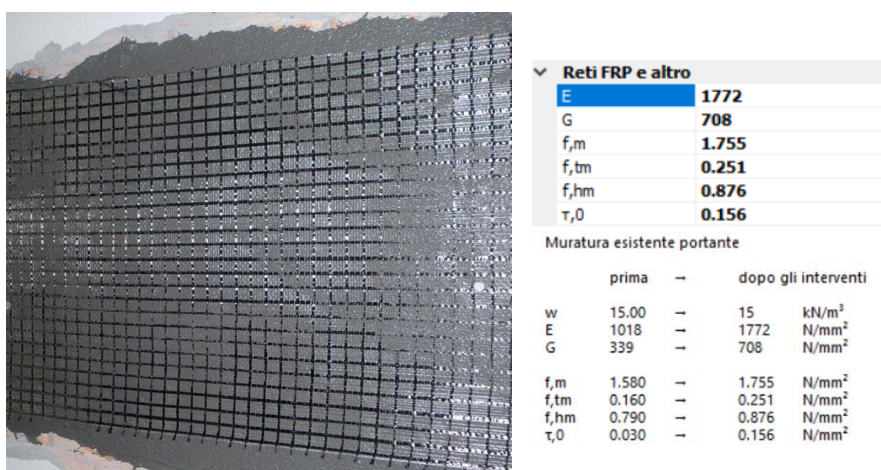 Reti FRP e altro
E 1772
G 708
f,m 1.755
f,tm 0.251
f,hm 0.876
τ,0 0.156
Muratura esistente portante
prima → dopo gli interventi
w 15.00 → 15 kN/m³
E 1018 → 1772 N/mm²
G 339 → 708 N/mm²
f,m 1.580 → 1.755 N/mm²
f,tm 0.160 → 0.251 N/mm²
f,hm 0.790 → 0.876 N/mm²
τ,0 0.030 → 0.156 N/mm²